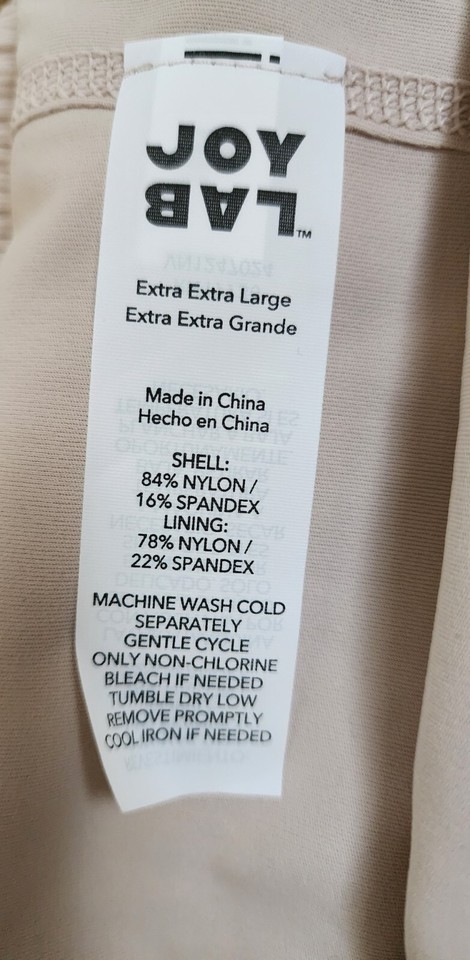 JOY
LAB™
Extra Extra Large
Extra Extra Grande
Made in China
Hecho en China
SHELL:
84% NYLON /
16% SPANDEX
LINING:
78% NYLON /
22% SPANDEX
MACHINE WASH COLD
SEPARATELY
GENTLE CYCLE
ONLY NON-CHLORINE
BLEACH IF NEEDED
TUMBLE DRY LOW
REMOVE PROMPTLY
COOL IRON IF NEEDED